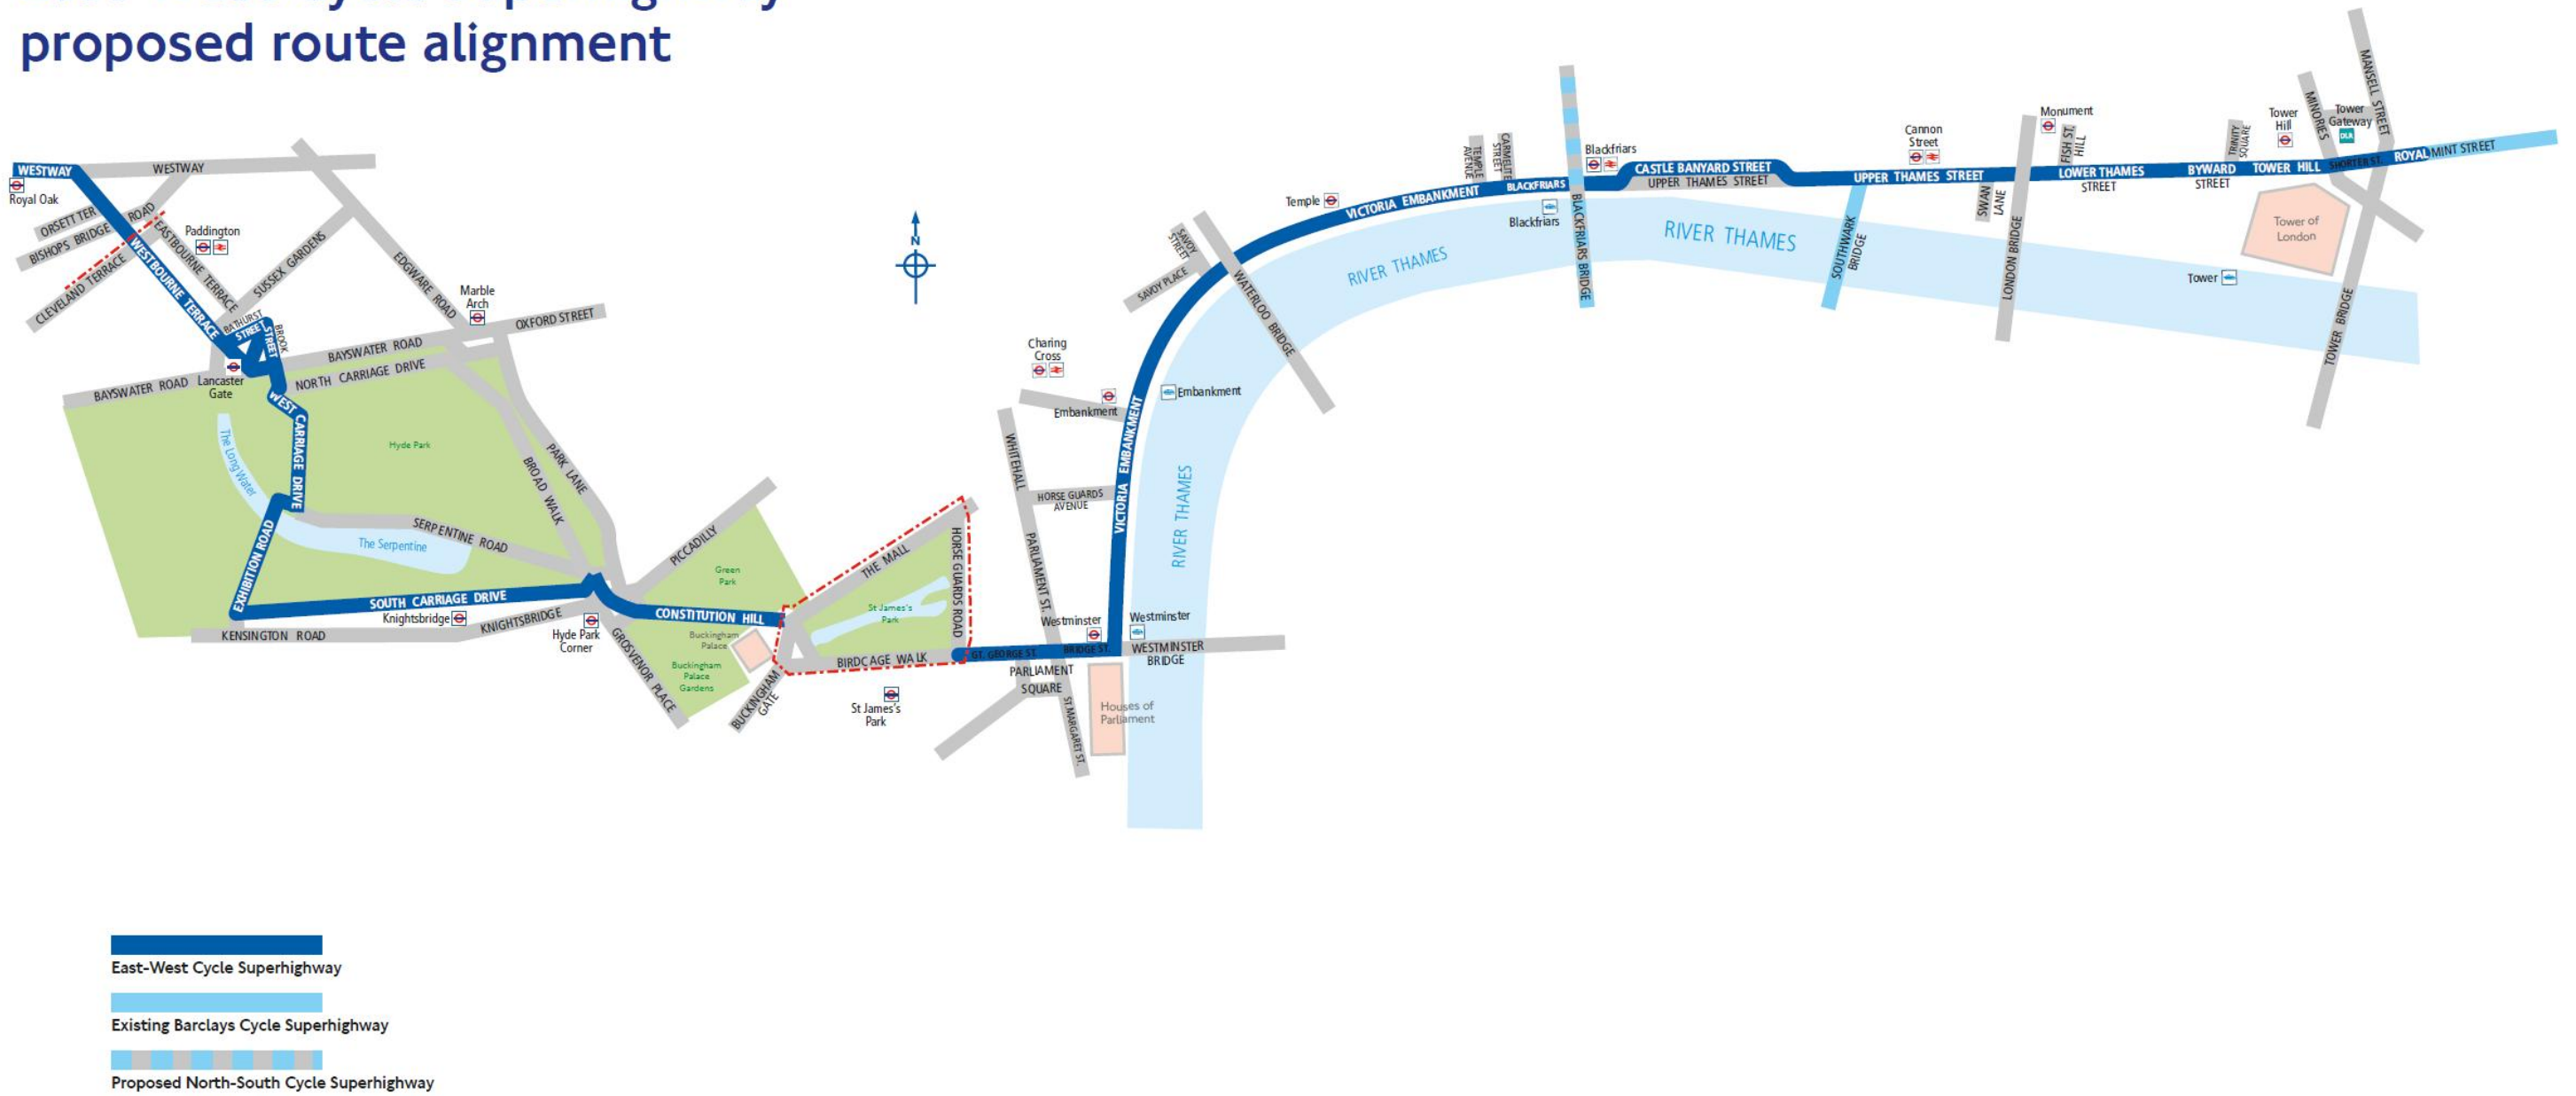 proposed route alignment
WESTWAY
WESTWAY
Royal Oak
ORSETT TER
BISHOPS BRIDGE ROAD
CLEVELAND TERRACE
WESTBOURNE TERRACE
EASTBOURNE TERRACE
Paddington
SUSSEX GARDENS
EDGWARE ROAD
BATHURST
STREET
BROOK
STREET
Marble
Arch
OXFORD STREET
BAYSWATER ROAD
NORTH CARRIAGE DRIVE
BAYSWATER ROAD
Lancaster
Gate
WEST CARRIAGE DRIVE
The Long Water
Hyde Park
BROAD WALK
PARK LANE
SERPENTINE ROAD
The Serpentine
EXHIBITION ROAD
SOUTH CARRIAGE DRIVE
Knightsbridge
KNIGHTSBRIDGE
KENSINGTON ROAD
Hyde Park
Corner
PICCADILLY
Green
Park
CONSTITUTION HILL
Buckingham
Palace
Buckingham
Palace
Gardens
GROSVENOR PLACE
BUCKINGHAM
GATE
THE MALL
HORSE GUARDS ROAD
St James's
Park
BIRDCAGE WALK
St James's
Park
GT. GEORGE ST.
BRIDGE ST.
PARLIAMENT
SQUARE
ST.MARGARET ST.
Houses of
Parliament
WESTMINSTER
BRIDGE
Westminster
Westminster
WHITEHALL
PARLIAMENT ST.
HORSE GUARDS
AVENUE
Charing
Cross
Embankment
Embankment
VICTORIA EMBANKMENT
RIVER THAMES
N
SAVOY PLACE
SAVOY
STREET
WATERLOO BRIDGE
Temple
VICTORIA EMBANKMENT
RIVER THAMES
TEMPLE
AVENUE
CARMELITE
STREET
BLACKFRIARS
Blackfriars
Blackfriars
BLACKFRIARS BRIDGE
CASTLE BANYARD STREET
UPPER THAMES STREET
RIVER THAMES
Cannon
Street
UPPER THAMES STREET
SOUTHWARK
BRIDGE
SWAN
LANE
LONDON BRIDGE
Monument
FISH ST.
HILL
LOWER THAMES
STREET
BYWARD
STREET
TRINITY
SQUARE
Tower
Hill
TOWER HILL
MINORIES
Tower
Gateway
DLR
MANSELL STREET
SHORTER ST.
ROYAL MINT STREET
Tower of
London
Tower
TOWER BRIDGE
East-West Cycle Superhighway
Existing Barclays Cycle Superhighway
Proposed North-South Cycle Superhighway